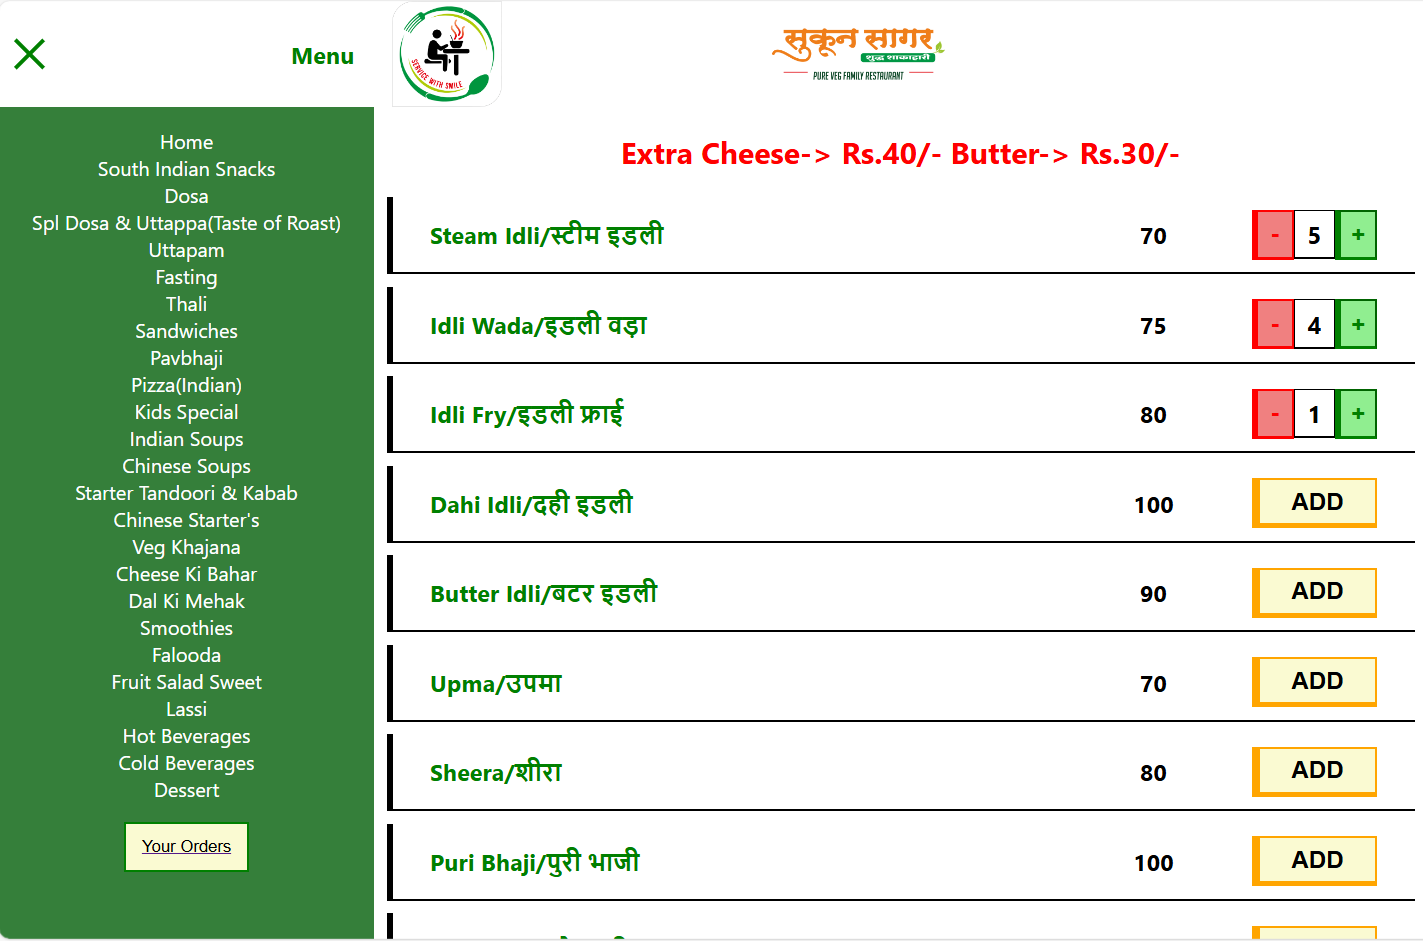 Menu
SERVICE WITH SMILE
सुकून सागर
शुद्ध शाकाहारी
PURE VEG FAMILY RESTAURANT
Home
South Indian Snacks
Dosa
Spl Dosa & Uttappa(Taste of Roast)
Uttapam
Fasting
Thali
Sandwiches
Pavbhaji
Pizza(Indian)
Kids Special
Indian Soups
Chinese Soups
Starter Tandoori & Kabab
Chinese Starter's
Veg Khajana
Cheese Ki Bahar
Dal Ki Mehak
Smoothies
Falooda
Fruit Salad Sweet
Lassi
Hot Beverages
Cold Beverages
Dessert
Your Orders
Extra Cheese-> Rs.40/- Butter-> Rs.30/-
Steam Idli/स्टीम इडली 70 - 5 +
Idli Wada/इडली वड़ा 75 - 4 +
Idli Fry/इडली फ्राई 80 - 1 +
Dahi Idli/दही इडली 100 ADD
Butter Idli/बटर इडली 90 ADD
Upma/उपमा 70 ADD
Sheera/शीरा 80 ADD
Puri Bhaji/पुरी भाजी 100 ADD